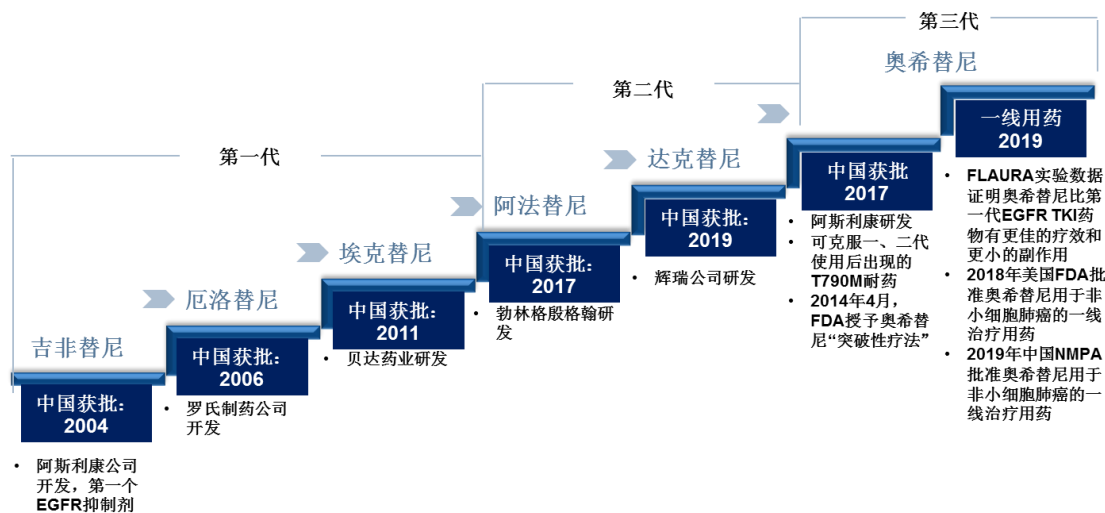 第一代
吉非替尼
中国获批：
2004
• 阿斯利康公司
开发，第一个
EGFR抑制剂
厄洛替尼
中国获批：
2006
• 罗氏制药公司
开发
埃克替尼
中国获批：
2011
• 贝达药业研发
第二代
阿法替尼
中国获批：
2017
• 勃林格殷格翰研
发
达克替尼
中国获批：
2019
• 辉瑞公司研发
第三代
奥希替尼
中国获批
2017
• 阿斯利康研发
• 可克服一、二代
使用后出现的
T790M耐药
• 2014年4月，
FDA授予奥希替
尼“突破性疗法”
一线用药
2019
• FLAURA实验数据
证明奥希替尼比第
一代EGFR TKI药
物有更佳的疗效和
更小的副作用
• 2018年美国FDA批
准奥希替尼用于非
小细胞肺癌的一线
治疗用药
• 2019年中国NMPA
批准奥希替尼用于
非小细胞肺癌的一
线治疗用药